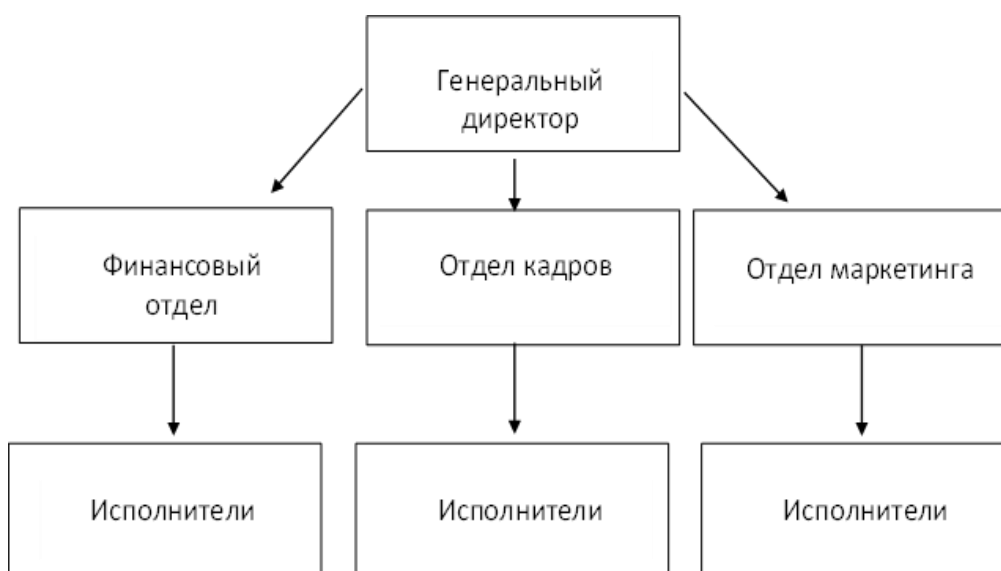 Генеральный
директор
Финансовый
отдел
Отдел кадров
Отдел маркетинга
Исполнители
Исполнители
Исполнители